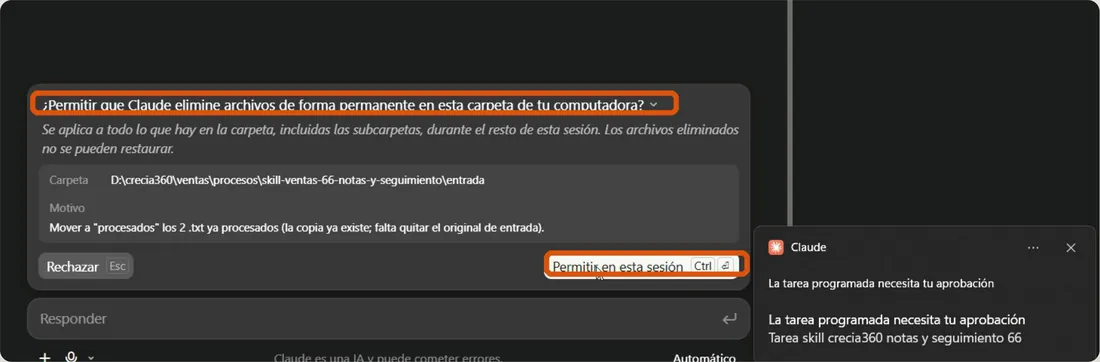 ¿Permitir que Claude elimine archivos de forma permanente en esta carpeta de tu computadora?
Se aplica a todo lo que hay en la carpeta, incluidas las subcarpetas, durante el resto de esta sesión. Los archivos eliminados
no se pueden restaurar.
Carpeta D:\crecia360\ventas\procesos\skill-ventas-66-notas-y-seguimiento\entrada
Motivo
Mover a "procesados" los 2 .txt ya procesados (la copia ya existe; falta quitar el original de entrada).
Rechazar Esc
Permitir en esta sesión Ctrl ⏎
Responder
Claude es una IA y puede cometer errores.
Automático
Claude
La tarea programada necesita tu aprobación
La tarea programada necesita tu aprobación
Tarea skill crecia360 notas y seguimiento 66